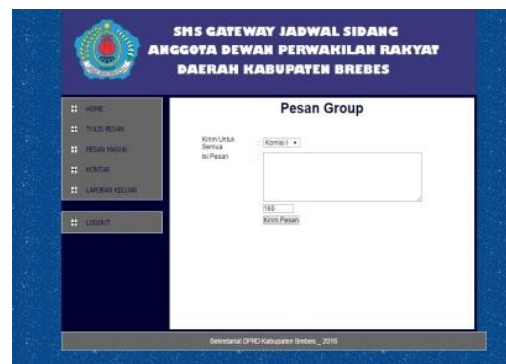 SMS GATEWAY JADWAL SIDANG
ANGGOTA DEWAN PERWAKILAN RAKYAT
DAERAH KABUPATEN BREBES
HOME
TULIS PESAN
PESAN MASUK
KONTAK
LAPORAN KELUAR
LOGOUT
Pesan Group
Kirim Untuk
Semua : Komisi I
Isi Pesan :
160
Kirim Pesan
Sekretariat DPRD Kabupaten Brebes _ 2016